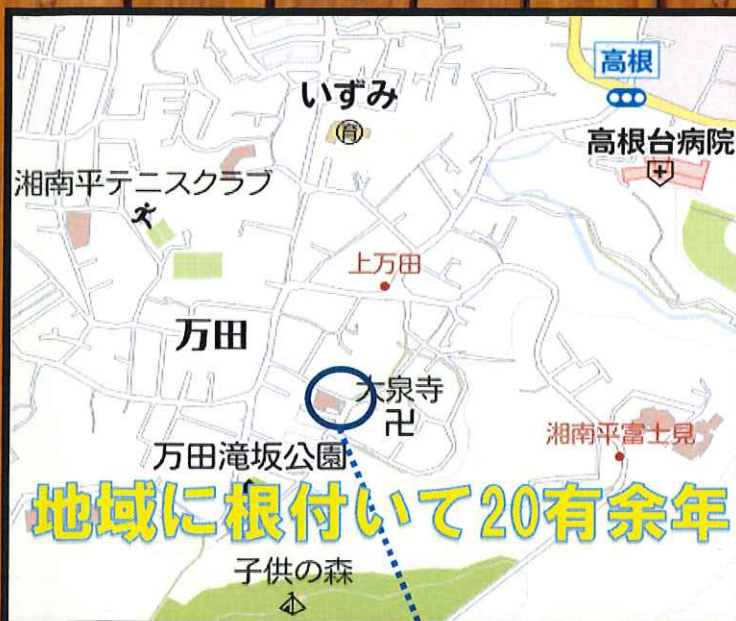 高根
いずみ
育
高根台病院
湘南平テニスクラブ
上万田
万田
大泉寺
卍
湘南平富士見
万田滝坂公園
地域に根付いて20有余年
子供の森